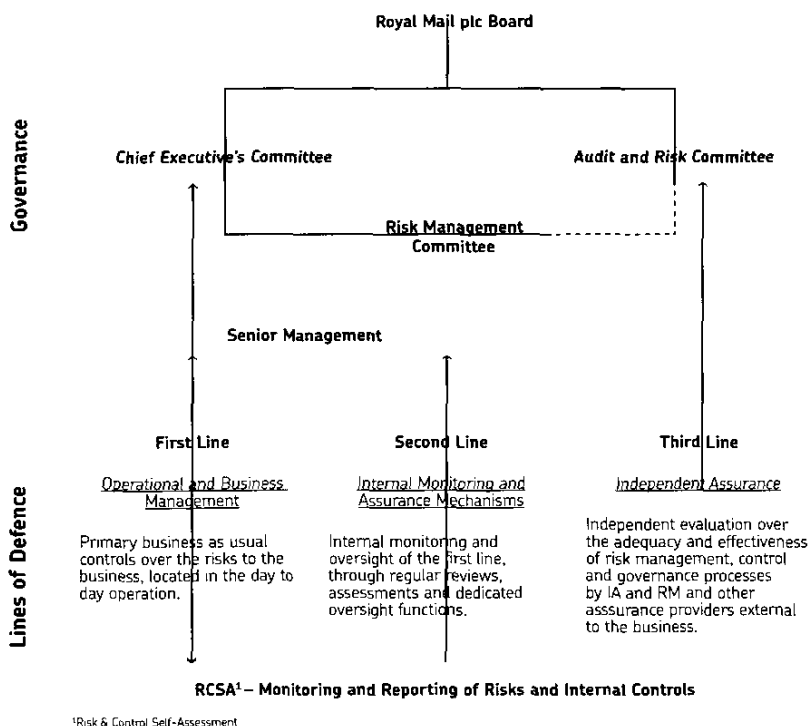 Royal Mail plc Board
Governance
Chief Executive's Committee
Audit and Risk Committee
Risk Management
Committee
Senior Management
Lines of Defence
First Line
Operational and Business
Management
Primary business as usual
controls over the risks to the
business, located in the day to
day operation.
Second Line
Internal Monitoring and
Assurance Mechanisms
Internal monitoring and
oversight of the first line,
through regular reviews,
assessments and dedicated
oversight functions.
Third Line
Independent Assurance
Independent evaluation over
the adequacy and effectiveness
of risk management, control
and governance processes
by IA and RM and other
asssurance providers external
to the business.
RCSA¹– Monitoring and Reporting of Risks and Internal Controls
¹Risk & Control Self-Assessment